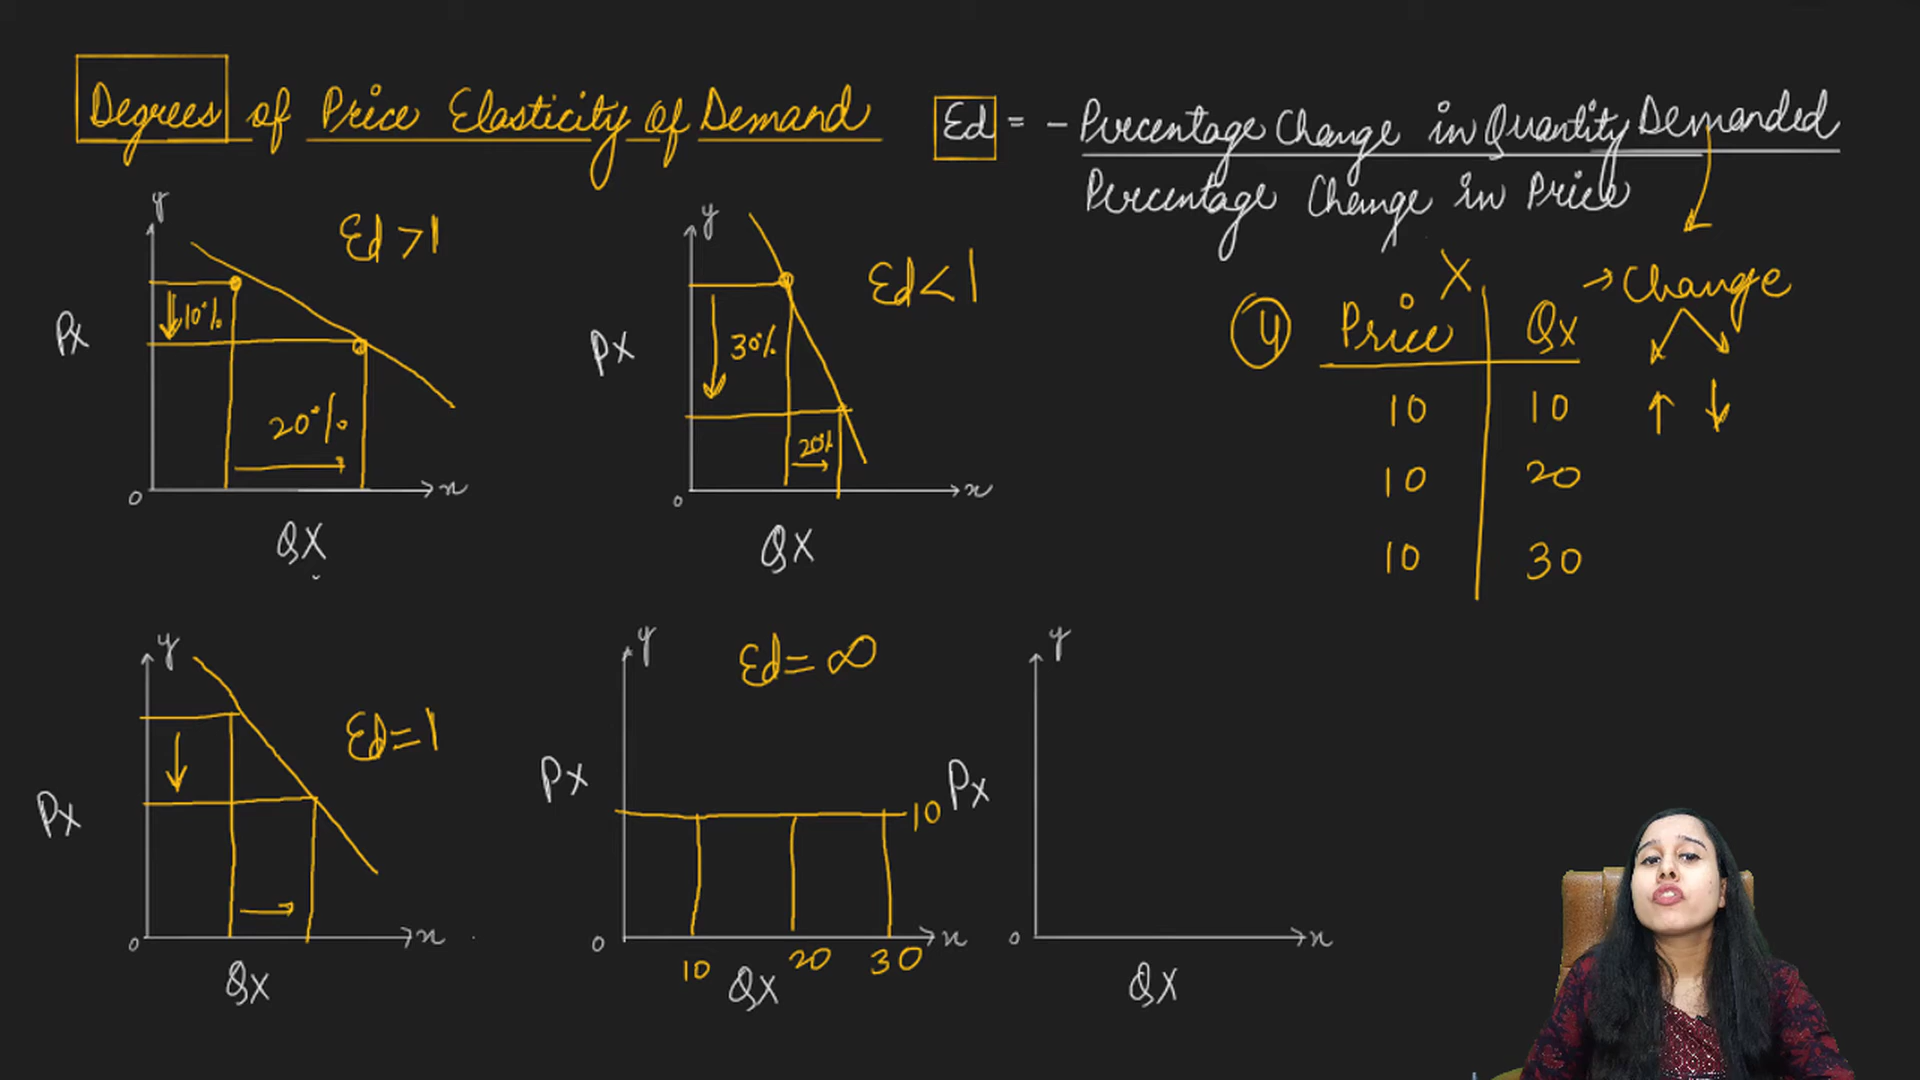 Degrees of Price Elasticity of Demand
Ed = - Percentage Change in Quantity Demanded
Percentage Change in Price
y
Ed > 1
Px
10%
20%
0
x
QX
y
Ed < 1
Px
30%
20%
0
x
QX
X
→ Change
4 Price Qx
10 10 ↑ ↓
10 20
10 30
y
Ed = 1
Px
0
x
QX
y
Ed = ∞
Px
10
0
x
10 20 30
QX
y
Px
0
x
QX